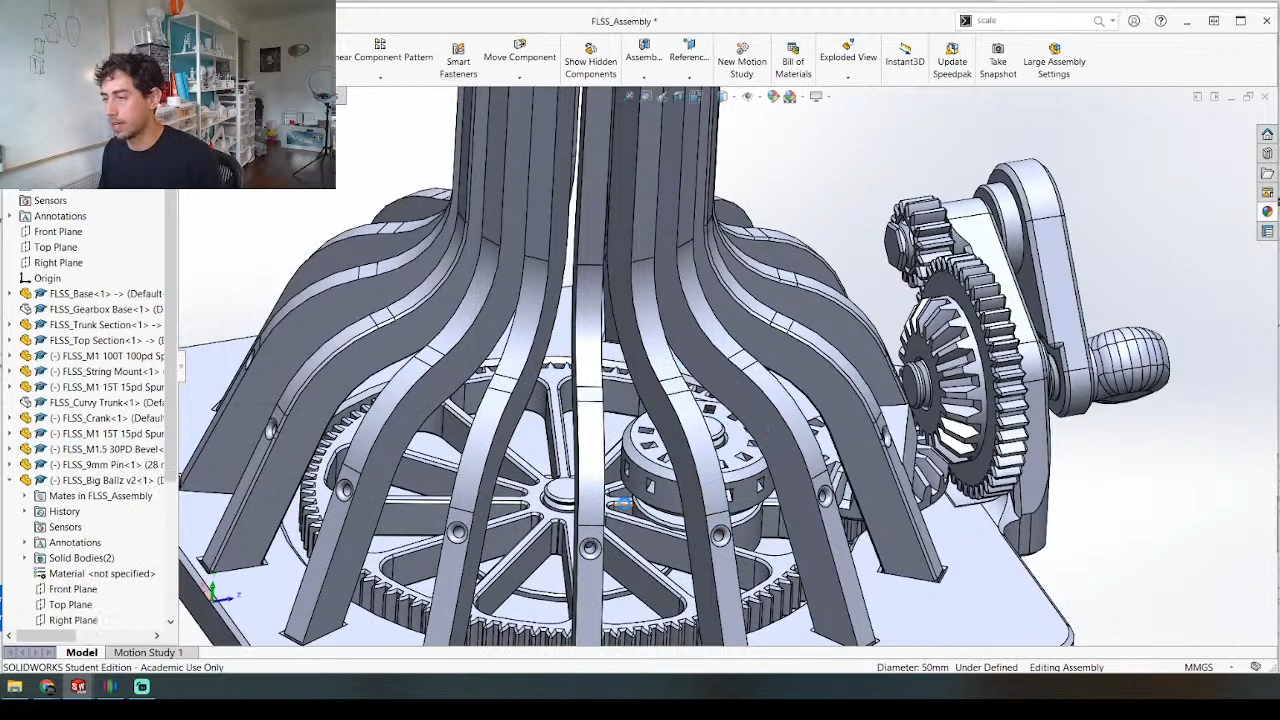 FLSS_Assembly *
scale
near Component Pattern
Smart
Fasteners
Move Component
Show Hidden
Components
Assemb...
Referenc...
New Motion
Study
Bill of
Materials
Exploded View
Instant3D
Update
Speedpak
Take
Snapshot
Large Assembly
Settings
Sensors
Annotations
Front Plane
Top Plane
Right Plane
Origin
FLSS_Base<1> -> (Default
FLSS_Gearbox Base<1> (De
FLSS_Trunk Section<1> (
FLSS_Top Section<1> (Def
(-) FLSS_M1 100T 100pd S
FLSS_String Mount<1> (Def
(-) FLSS_M1 15T 15pd Spur
FLSS_Curvy Trunk<1> (Def
(-) FLSS_Crank<1> (Default
(-) FLSS_M1 15T 15pd Spur
(-) FLSS_M1.5 30PD Bevel<
(-) FLSS_9mm Pin<1> (28 m
(-) FLSS_Big Ballz v2<1> (D
Mates in FLSS_Assembly
History
Sensors
Annotations
Solid Bodies(2)
Material <not specified>
Front Plane
Top Plane
Right Plane
Z
Model
Motion Study 1
SOLIDWORKS Student Edition - Academic Use Only
Diameter: 50mm
Under Defined
Editing Assembly
MMGS